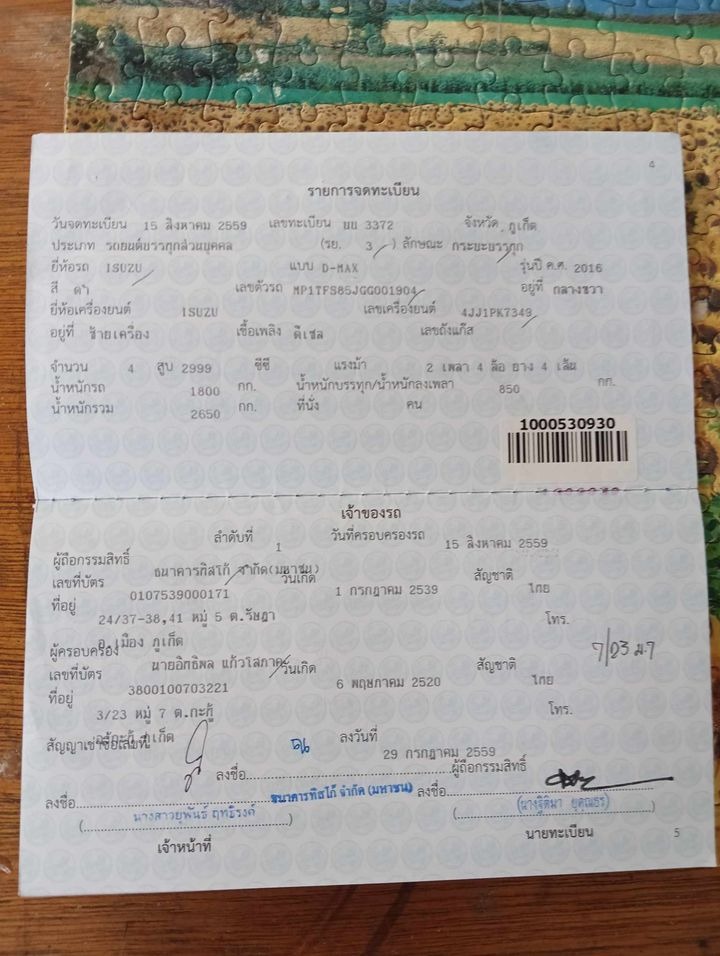 4
รายการจดทะเบียน
วันจดทะเบียน 15 สิงหาคม 2559 เลขทะเบียน บบ 3372 จังหวัด ภูเก็ต
ประเภท รถยนต์บรรทุกส่วนบุคคล (รย. 3 ) ลักษณะ กระบะบรรทุก
ยี่ห้อรถ ISUZU แบบ D-MAX รุ่นปี ค.ศ. 2016
สี ดำ เลขตัวรถ MP1TFS85JGG001904 อยู่ที่ กลางขวา
ยี่ห้อเครื่องยนต์ ISUZU เลขเครื่องยนต์ 4JJ1PK7349
อยู่ที่ ซ้ายเครื่อง เชื้อเพลิง ดีเซล เลขถังแก๊ส
จำนวน 4 สูบ 2999 ซีซี แรงม้า 2 เพลา 4 ล้อ ยาง 4 เส้น
น้ำหนักรถ 1800 กก. น้ำหนักบรรทุก/น้ำหนักลงเพลา 850 กก.
น้ำหนักรวม 2650 กก. ที่นั่ง คน
1000530930
เจ้าของรถ
ลำดับที่ 1 วันที่ครอบครองรถ 15 สิงหาคม 2559
ผู้ถือกรรมสิทธิ์ ธนาคารทิสโก้ จำกัด(มหาชน)
เลขที่บัตร 0107539000171 วันเกิด 1 กรกฎาคม 2539 สัญชาติ ไทย
ที่อยู่ 24/37-38,41 หมู่ 5 ต.รัษฎา โทร.
อ.เมือง ภูเก็ต
ผู้ครอบครอง นายอิทธิพล แก้วโสภาค
เลขที่บัตร 3800100703221 วันเกิด 6 พฤษภาคม 2520 สัญชาติ ไทย
ที่อยู่ 3/23 หมู่ 7 ต.กะทู้ โทร.
อ.กะทู้ ภูเก็ต
สัญญาเช่าซื้อเลขที่ ลงวันที่ 29 กรกฎาคม 2559
ลงชื่อ ผู้ถือกรรมสิทธิ์
ธนาคารทิสโก้ จำกัด (มหาชน)
ลงชื่อ ลงชื่อ
(นางสาวยุพันธ์ ฤทธิรงค์)
เจ้าหน้าที่ นายทะเบียน
5